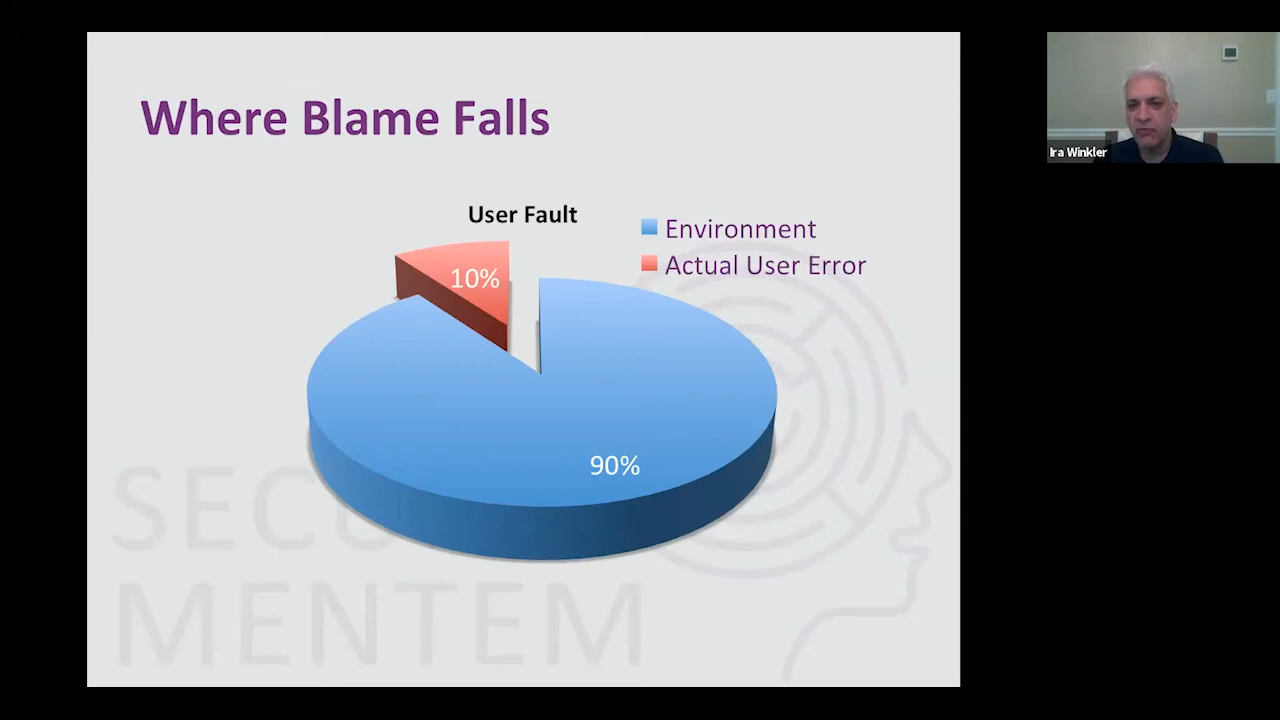 Where Blame Falls
User Fault
Environment
Actual User Error
10%
90%
SECU
MENTEM
Ira Winkler